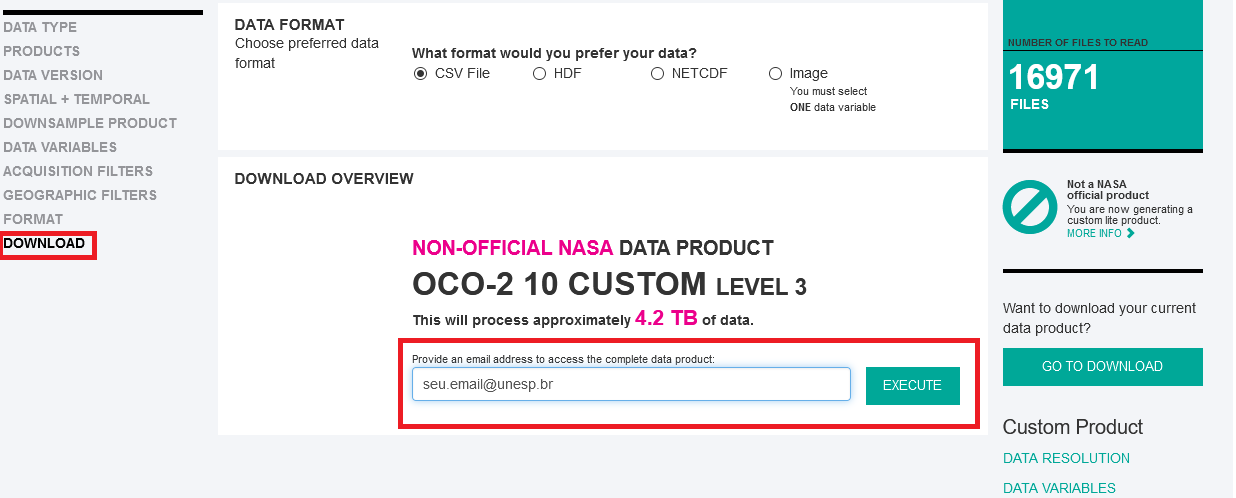 DATA TYPE
PRODUCTS
DATA VERSION
SPATIAL + TEMPORAL
DOWNSAMPLE PRODUCT
DATA VARIABLES
ACQUISITION FILTERS
GEOGRAPHIC FILTERS
FORMAT
DOWNLOAD
DATA FORMAT
Choose preferred data
format
What format would you prefer your data?
CSV File
HDF
NETCDF
Image
You must select
ONE data variable
DOWNLOAD OVERVIEW
NON-OFFICIAL NASA DATA PRODUCT
OCO-2 10 CUSTOM LEVEL 3
This will process approximately 4.2 TB of data.
Provide an email address to access the complete data product:
seu.email@unesp.br
EXECUTE
NUMBER OF FILES TO READ
16971
FILES
Not a NASA
official product
You are now generating a
custom lite product.
MORE INFO
Want to download your current
data product?
GO TO DOWNLOAD
Custom Product
DATA RESOLUTION
DATA VARIABLES